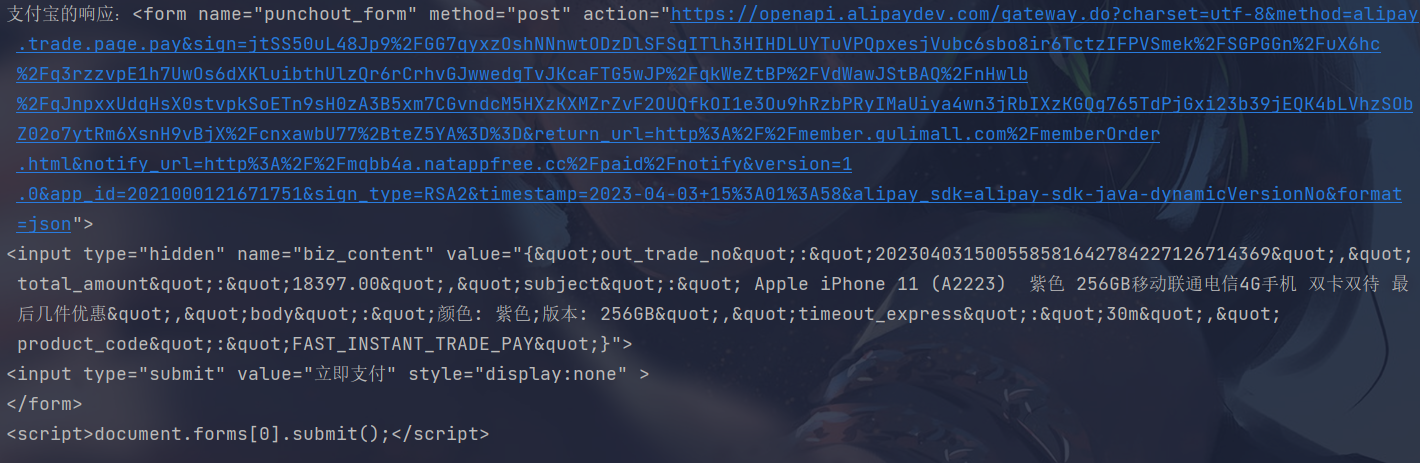 支付宝的响应：<form name="punchout_form" method="post" action="https://openapi.alipaydev.com/gateway.do?charset=utf-8&method=alipay
.trade.page.pay&sign=jtSS50uL48Jp9%2FGG7qyxzOshNNnwtODzDlSFSgITlh3HIHDLUYTuVPQpxesjVubc6sbo8ir6TctzIFPVSmek%2FSGPGGn%2FuX6hc
%2Fq3rzzvpE1h7UwOs6dXKluibthUlzQr6rCrhvGJwwedqTvJKcaFTG5wJP%2FqkWeZtBP%2FVdWawJStBAQ%2FnHwlb
%2FqJnpxxUdqHsX0stvpkSoETn9sH0zA3B5xm7CGvndcM5HXzKXMZrZvF2OUQfkOI1e3Ou9hRzbPRyIMaUiya4wn3jRbIXzKGQq765TdPjGxi23b39jEQK4bLVhzSOb
Z02o7ytRm6XsnH9vBjX%2FcnxawbU77%2BteZ5YA%3D%3D&return_url=http%3A%2F%2Fmember.gulimall.com%2FmemberOrder
.html&notify_url=http%3A%2F%2Fmqbb4a.natappfree.cc%2Fpaid%2Fnotify&version=1
.0&app_id=2021000121671751&sign_type=RSA2&timestamp=2023-04-03+15%3A01%3A58&alipay_sdk=alipay-sdk-java-dynamicVersionNo&format
=json">
<input type="hidden" name="biz_content" value="{&quot;out_trade_no&quot;:&quot;202304031500558581642784227126714369&quot;,&quot;
total_amount&quot;:&quot;18397.00&quot;,&quot;subject&quot;:&quot; Apple iPhone 11 (A2223)  紫色 256GB移动联通电信4G手机 双卡双待 最
后几件优惠&quot;,&quot;body&quot;:&quot;颜色: 紫色;版本: 256GB&quot;,&quot;timeout_express&quot;:&quot;30m&quot;,&quot;
product_code&quot;:&quot;FAST_INSTANT_TRADE_PAY&quot;}">
<input type="submit" value="立即支付" style="display:none" >
</form>
<script>document.forms[0].submit();</script>